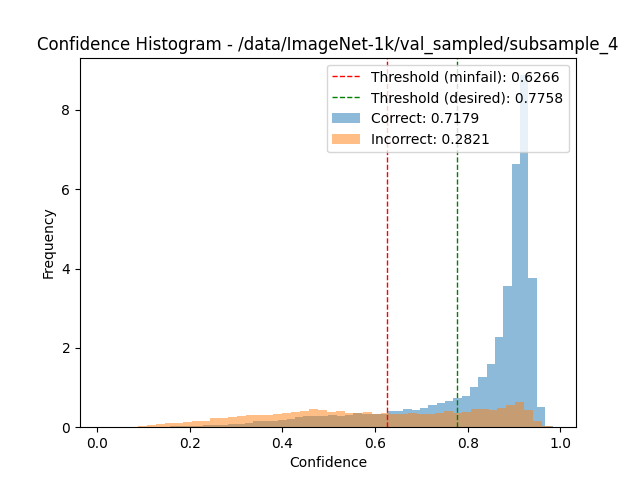 Confidence Histogram - /data/ImageNet-1k/val_sampled/subsample_4
Threshold (minfail): 0.6266
Threshold (desired): 0.7758
Correct: 0.7179
Incorrect: 0.2821
Frequency
8
6
4
2
0
0.0 0.2 0.4 0.6 0.8 1.0
Confidence